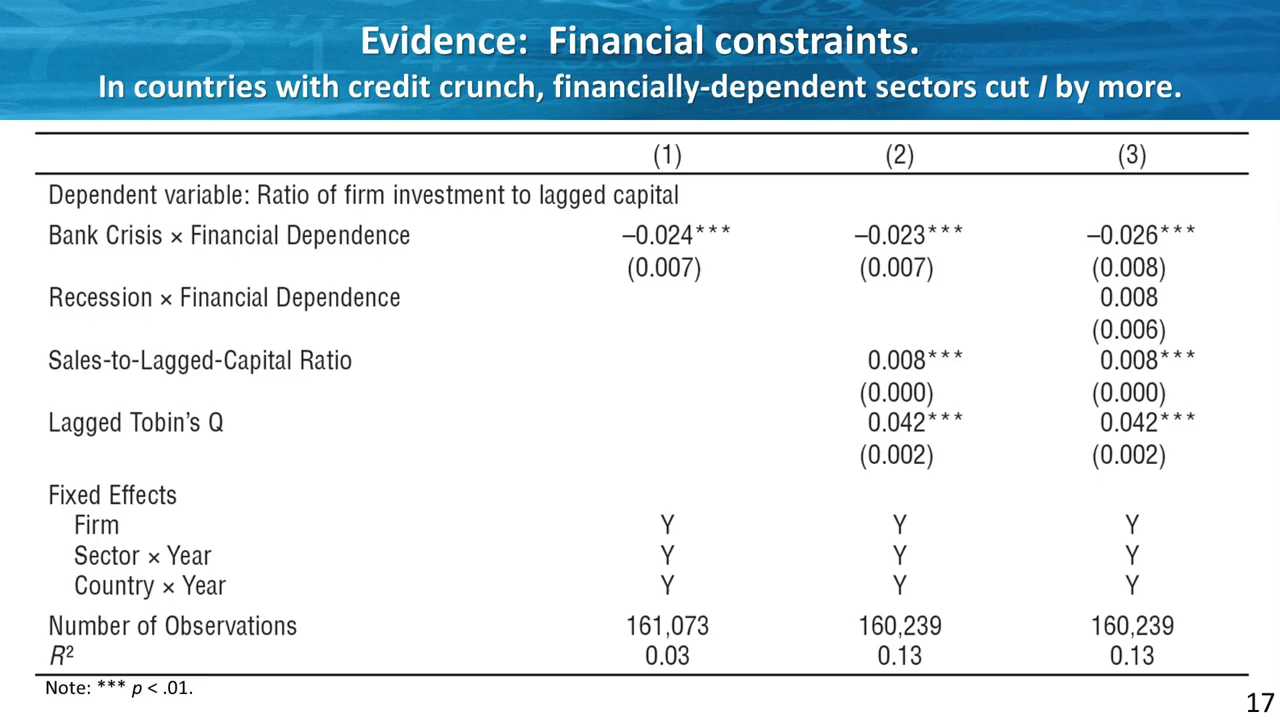 Evidence:  Financial constraints.
In countries with credit crunch, financially-dependent sectors cut I by more.
(1) (2) (3)
Dependent variable: Ratio of firm investment to lagged capital
Bank Crisis × Financial Dependence –0.024*** –0.023*** –0.026***
(0.007) (0.007) (0.008)
Recession × Financial Dependence 0.008
(0.006)
Sales-to-Lagged-Capital Ratio 0.008*** 0.008***
(0.000) (0.000)
Lagged Tobin’s Q 0.042*** 0.042***
(0.002) (0.002)
Fixed Effects
Firm Y Y Y
Sector × Year Y Y Y
Country × Year Y Y Y
Number of Observations 161,073 160,239 160,239
R² 0.03 0.13 0.13
Note: *** p < .01.
17